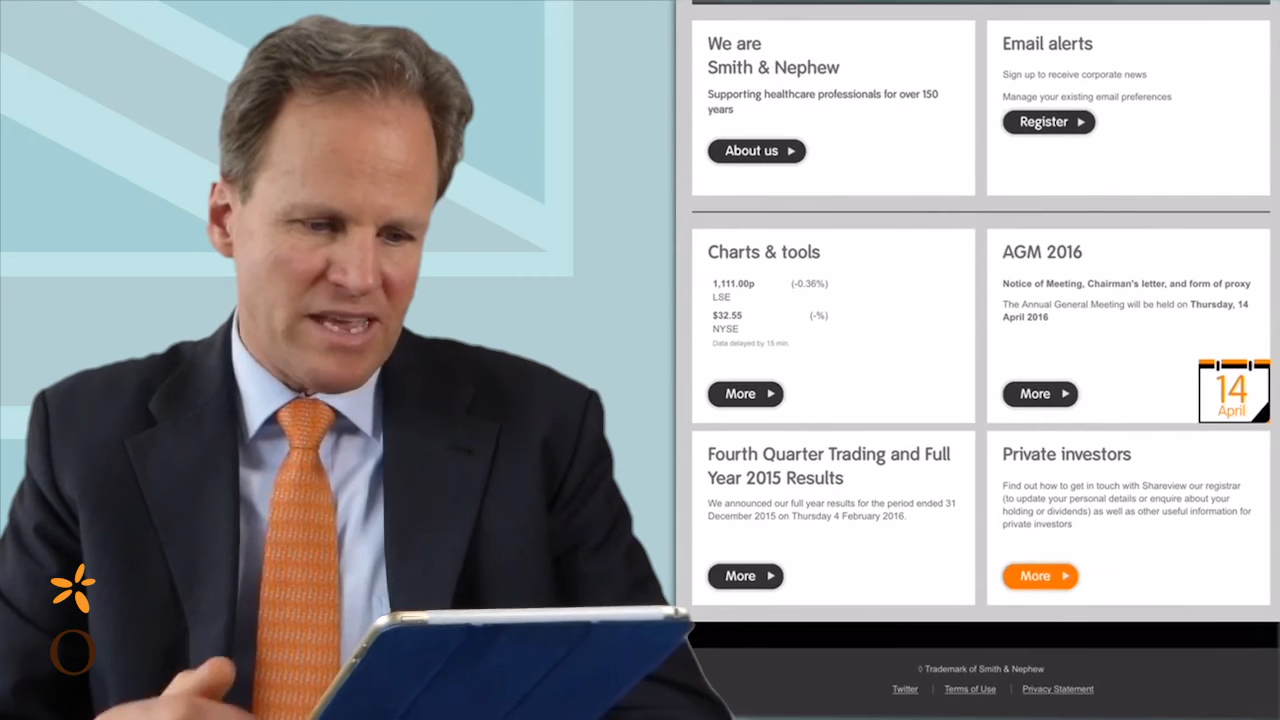 We are
Smith & Nephew
Supporting healthcare professionals for over 150
years
About us
Email alerts
Sign up to receive corporate news
Manage your existing email preferences
Register
Charts & tools
1,111.00p (-0.36%)
LSE
$32.55 (-%)
NYSE
Data delayed by 15 min.
More
AGM 2016
Notice of Meeting, Chairman's letter, and form of proxy
The Annual General Meeting will be held on Thursday, 14
April 2016
More
14
April
Fourth Quarter Trading and Full
Year 2015 Results
We announced our full year results for the period ended 31
December 2015 on Thursday 4 February 2016.
More
Private investors
Find out how to get in touch with Shareview our registrar
(to update your personal details or enquire about your
holding or dividends) as well as other useful information for
private investors
More
◊ Trademark of Smith & Nephew
Twitter | Terms of Use | Privacy Statement
O